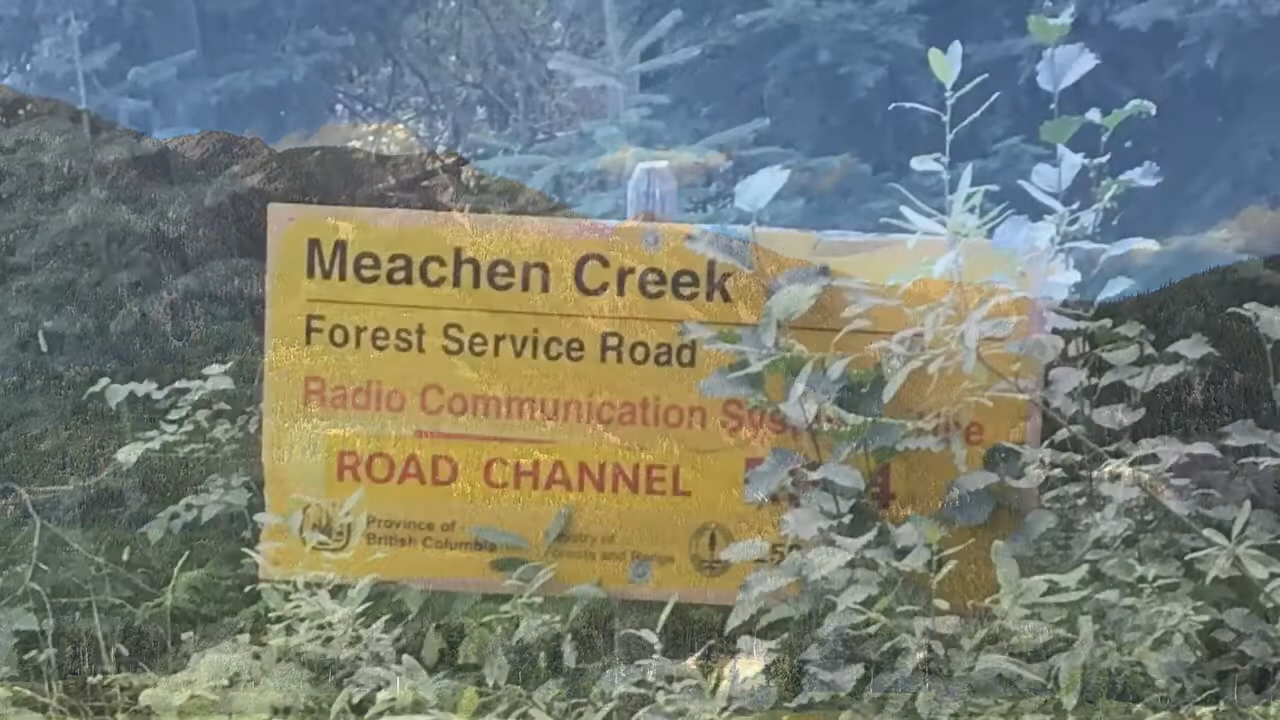 Meachen Creek
Forest Service Road
Radio Communication
ROAD CHANNEL
Province of
British Columbia